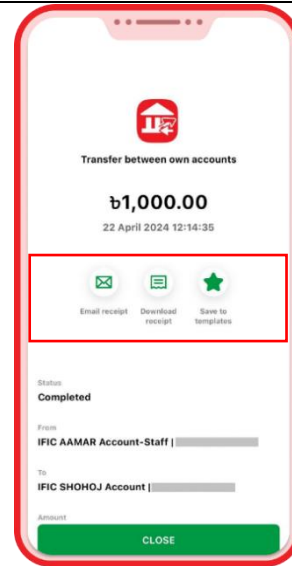 Transfer between own accounts
৳1,000.00
22 April 2024 12:14:35
Email receipt
Download
receipt
Save to
templates
Status
Completed
From
IFIC AAMAR Account-Staff |
To
IFIC SHOHOJ Account |
Amount
CLOSE